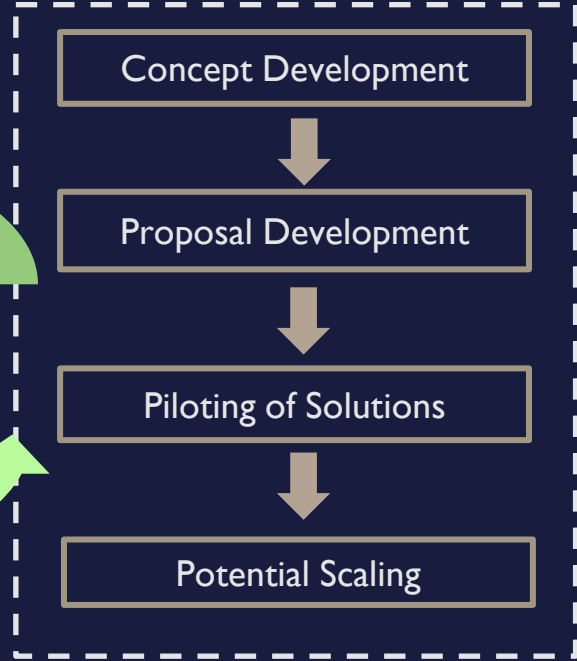 Concept Development
Proposal Development
Piloting of Solutions
Potential Scaling